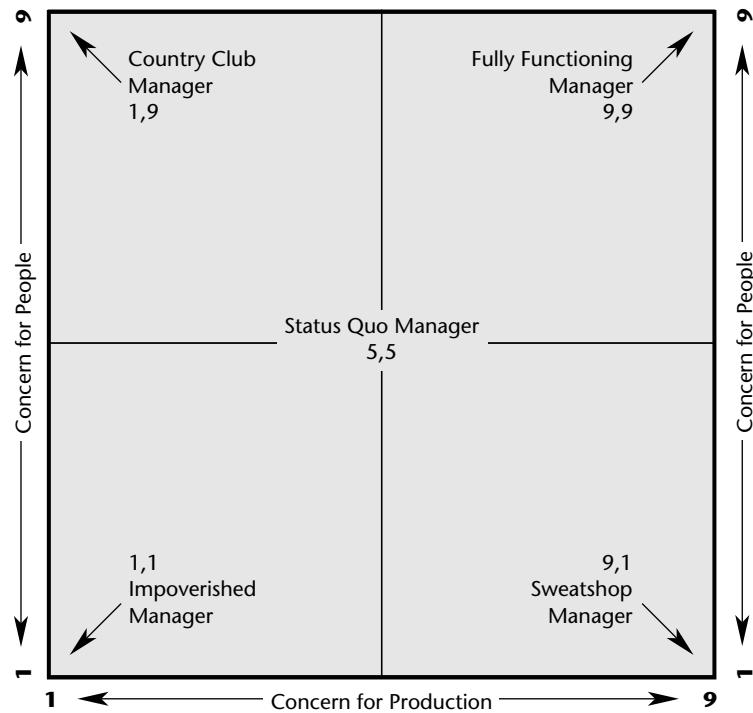 9
9
Country Club
Manager
1,9
Fully Functioning
Manager
9,9
Concern for People
Concern for People
Status Quo Manager
5,5
1,1
Impoverished
Manager
9,1
Sweatshop
Manager
1
1
1
Concern for Production
9